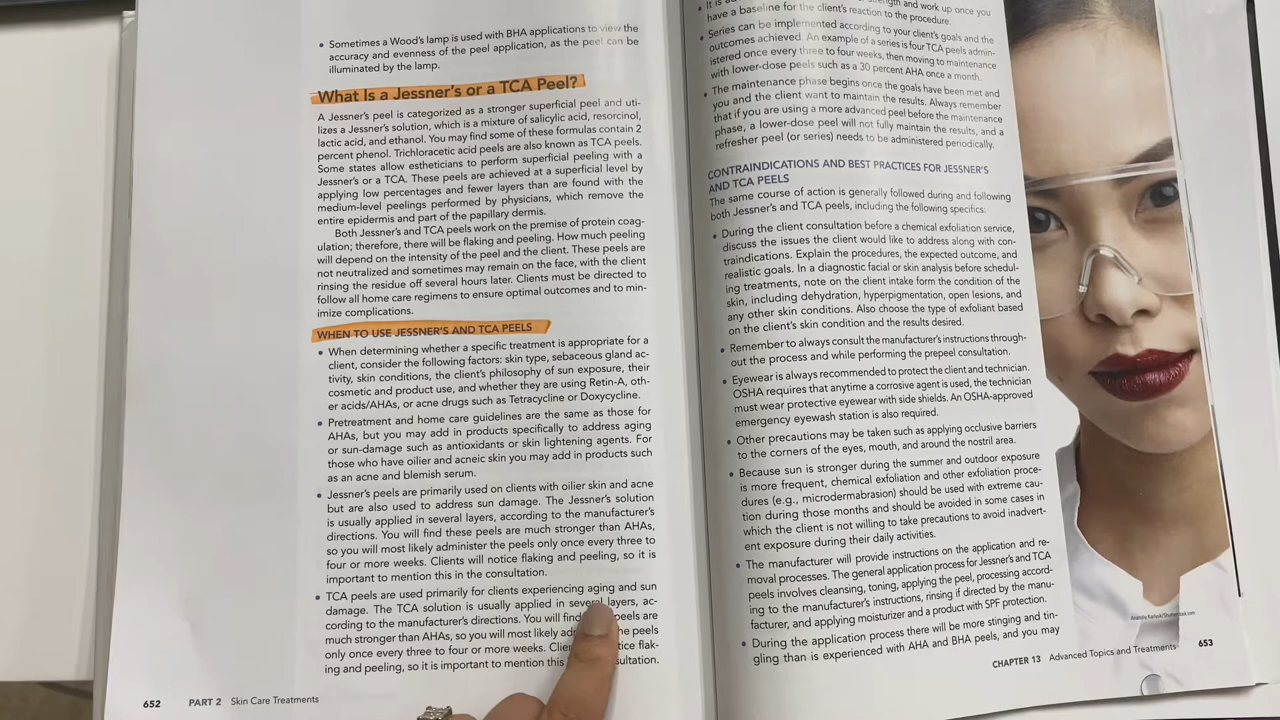 • Sometimes a Wood's lamp is used with BHA applications to view the
accuracy and evenness of the peel application, as the peel can be
illuminated by the lamp.
What Is a Jessner's or a TCA Peel?
A Jessner's peel is categorized as a stronger superficial peel and uti-
lizes a Jessner's solution, which is a mixture of salicylic acid, resorcinol,
lactic acid, and ethanol. You may find some of these formulas contain 2
percent phenol. Trichloracetic acid peels are also known as TCA peels.
Some states allow estheticians to perform superficial peeling with a
Jessner's or a TCA. These peels are achieved at a superficial level by
applying low percentages and fewer layers than are found with the
medium-level peelings performed by physicians, which remove the
entire epidermis and part of the papillary dermis.
Both Jessner's and TCA peels work on the premise of protein coag-
ulation; therefore, there will be flaking and peeling. How much peeling
will depend on the intensity of the peel and the client. These peels are
not neutralized and sometimes may remain on the face, with the client
rinsing the residue off several hours later. Clients must be directed to
follow all home care regimens to ensure optimal outcomes and to min-
imize complications.
WHEN TO USE JESSNER'S AND TCA PEELS
• When determining whether a specific treatment is appropriate for a
client, consider the following factors: skin type, sebaceous gland ac-
tivity, skin conditions, the client's philosophy of sun exposure, their
cosmetic and product use, and whether they are using Retin-A, oth-
er acids/AHAs, or acne drugs such as Tetracycline or Doxycycline.
• Pretreatment and home care guidelines are the same as those for
AHAs, but you may add in products specifically to address aging
or sun-damage such as antioxidants or skin lightening agents. For
those who have oilier and acneic skin you may add in products such
as an acne and blemish serum.
• Jessner's peels are primarily used on clients with oilier skin and acne
but are also used to address sun damage. The Jessner's solution
is usually applied in several layers, according to the manufacturer's
directions. You will find these peels are much stronger than AHAs,
so you will most likely administer the peels only once every three to
four or more weeks. Clients will notice flaking and peeling, so it is
important to mention this in the consultation.
• TCA peels are used primarily for clients experiencing aging and sun
damage. The TCA solution is usually applied in several layers, ac-
cording to the manufacturer's directions. You will find peels are
much stronger than AHAs, so you will most likely the peels
only once every three to four or more weeks. flak-
ing and peeling, so it is important to mention this
652 PART 2 Skin Care Treatments
• It is and work up once you
have a baseline for the client's reaction to the procedure.
• Series can be implemented according to your client's goals and the
outcomes achieved. An example of a series is four TCA peels admin-
istered once every three to four weeks, then moving to maintenance
with lower-dose peels such as a 30 percent AHA once a month.
• The maintenance phase begins once the goals have been met and
you and the client want to maintain the results. Always remember
that if you are using a more advanced peel before the maintenance
phase, a lower-dose peel will not fully maintain the results, and a
refresher peel (or series) needs to be administered periodically.
CONTRAINDICATIONS AND BEST PRACTICES FOR JESSNER'S
AND TCA PEELS
The same course of action is generally followed during and following
both Jessner's and TCA peels, including the following specifics:
• During the client consultation before a chemical exfoliation service,
discuss the issues the client would like to address along with con-
traindications. Explain the procedures, the expected outcome, and
realistic goals. In a diagnostic facial or skin analysis before schedul-
ing treatments, note on the client intake form the condition of the
skin, including dehydration, hyperpigmentation, open lesions, and
any other skin conditions. Also choose the type of exfoliant based
on the client's skin condition and the results desired.
• Remember to always consult the manufacturer's instructions through-
out the process and while performing the prepeel consultation.
• Eyewear is always recommended to protect the client and technician.
OSHA requires that anytime a corrosive agent is used, the technician
must wear protective eyewear with side shields. An OSHA-approved
emergency eyewash station is also required.
• Other precautions may be taken such as applying occlusive barriers
to the corners of the eyes, mouth, and around the nostril area.
• Because sun is stronger during the summer and outdoor exposure
is more frequent, chemical exfoliation and other exfoliation proce-
dures (e.g., microdermabrasion) should be used with extreme cau-
tion during those months and should be avoided in some cases in
which the client is not willing to take precautions to avoid inadvert-
ent exposure during their daily activities.
• The manufacturer will provide instructions on the application and re-
moval processes. The general application process for Jessner's and TCA
peels involves cleansing, toning, applying the peel, processing accord-
ing to the manufacturer's instructions, rinsing if directed by the manu-
facturer, and applying moisturizer and a product with SPF protection.
• During the application process there will be more stinging and tin-
gling than is experienced with AHA and BHA peels, and you may
CHAPTER 13 Advanced Topics and Treatments 653